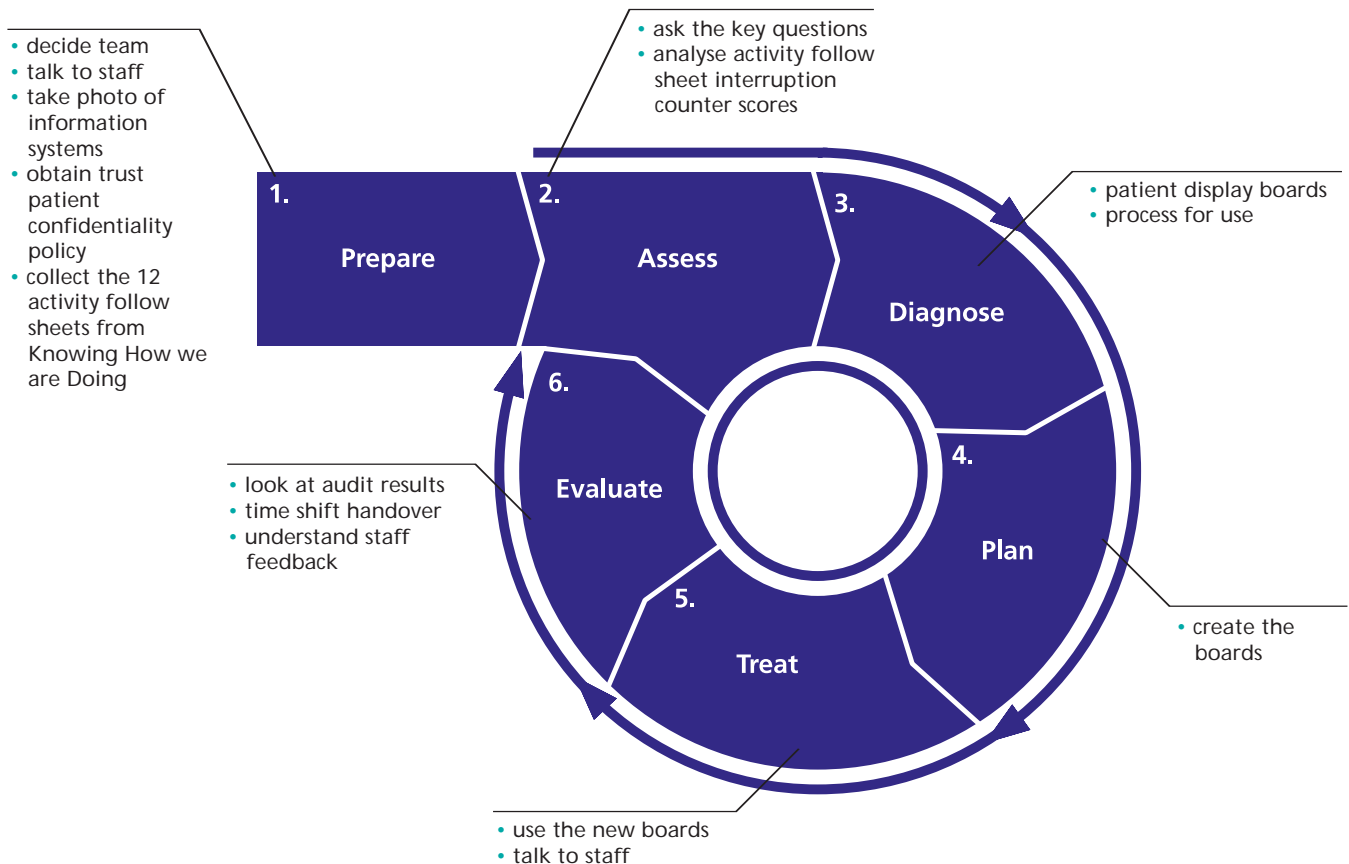 • decide team
• talk to staff
• take photo of
information
systems
• obtain trust
patient
confidentiality
policy
• collect the 12
activity follow
sheets from
Knowing How we
are Doing
• ask the key questions
• analyse activity follow
sheet interruption
counter scores
1.
Prepare
2.
Assess
3.
Diagnose
• patient display boards
• process for use
4.
Plan
• create the
boards
5.
Treat
• use the new boards
• talk to staff
6.
Evaluate
• look at audit results
• time shift handover
• understand staff
feedback